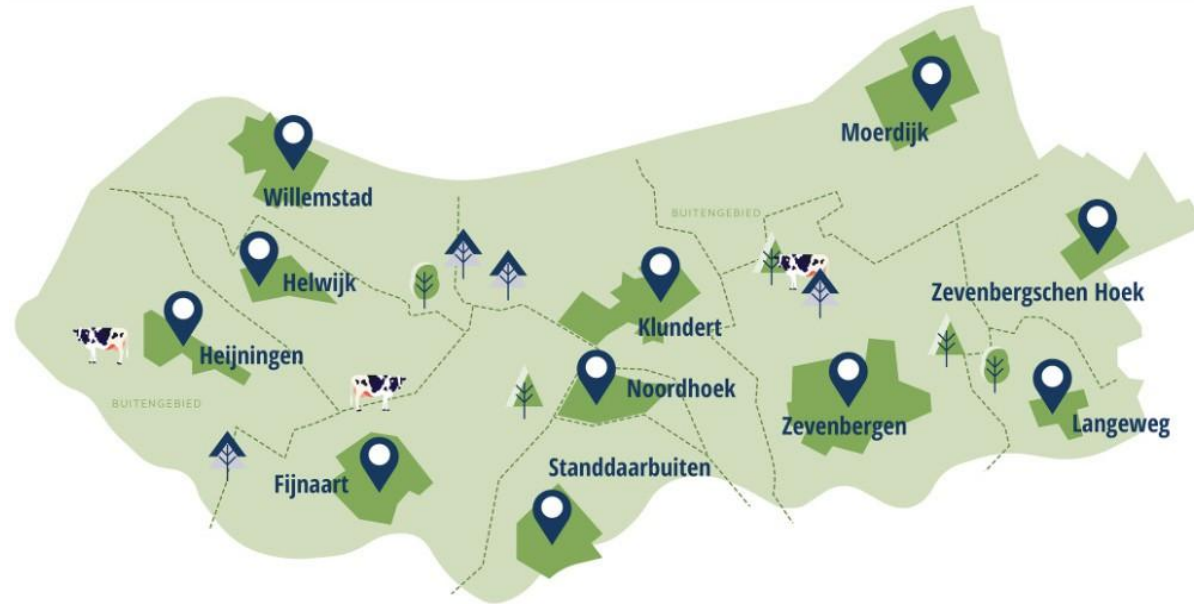 Moerdijk
Willemstad
BUITENGEBIED
Helwijk
Zevenbergschen Hoek
Klundert
Heijningen
Noordhoek
BUITENGEBIED
Zevenbergen
Langeweg
Standdaarbuiten
Fijnaart